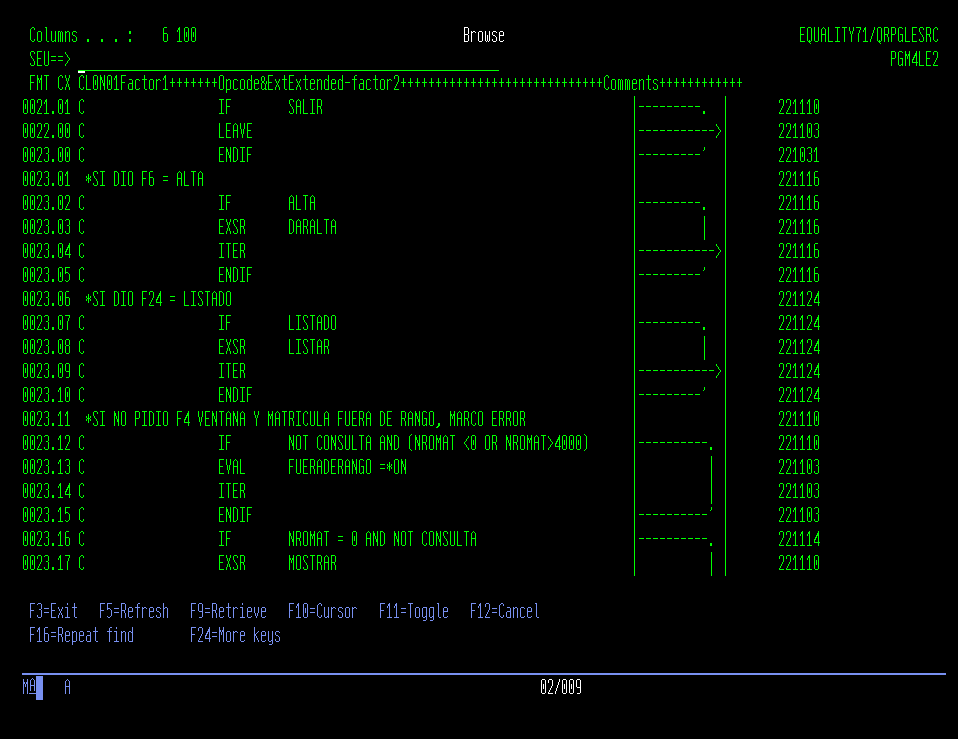 Columns . . . :    6 100                                      Browse                                          EQUALITY71/QRPGLESRC
SEU==>                                                                                                                     PGM4LE2
FMT CX CL0N01Factor1+++++++Opcode&ExtExtended-factor2+++++++++++++++++++++++++++++Comments++++++++++++
0021.01 C                   IF        SALIR                                            |---------.  |       221110
0022.00 C                   LEAVE                                                      |----------->|       221103
0023.00 C                   ENDIF                                                      |---------'  |       221031
0023.01  *SI DIO F6 = ALTA                                                             |            |       221116
0023.02 C                   IF        ALTA                                             |---------.  |       221116
0023.03 C                   EXSR      DARALTA                                          |         |  |       221116
0023.04 C                   ITER                                                       |----------->|       221116
0023.05 C                   ENDIF                                                      |---------'  |       221116
0023.06  *SI DIO F24 = LISTADO                                                         |            |       221124
0023.07 C                   IF        LISTADO                                          |---------.  |       221124
0023.08 C                   EXSR      LISTAR                                           |         |  |       221124
0023.09 C                   ITER                                                       |----------->|       221124
0023.10 C                   ENDIF                                                      |---------'  |       221124
0023.11  *SI NO PIDIO F4 VENTANA Y MATRICULA FUERA DE RANGO, MARCO ERROR               |            |       221110
0023.12 C                   IF        NOT CONSULTA AND (NROMAT <0 OR NROMAT>4000)      |----------. |       221110
0023.13 C                   EVAL      FUERADERANGO =*ON                                |          | |       221103
0023.14 C                   ITER                                                       |          | |       221103
0023.15 C                   ENDIF                                                      |----------' |       221103
0023.16 C                   IF        NROMAT = 0 AND NOT CONSULTA                      |----------. |       221114
0023.17 C                   EXSR      MOSTRAR                                          |          | |       221110
F3=Exit   F5=Refresh   F9=Retrieve   F10=Cursor   F11=Toggle   F12=Cancel
F16=Repeat find        F24=More keys
MA    A                                                                   02/009